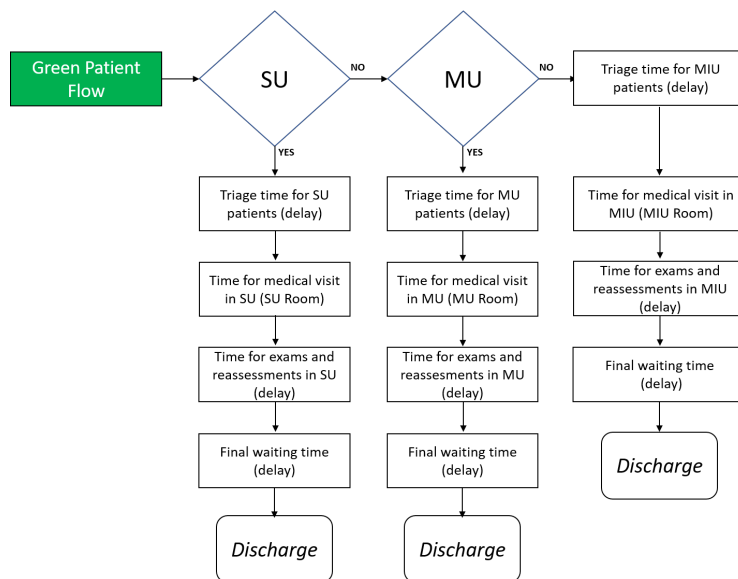 Green Patient
Flow
SU
NO
MU
NO
Triage time for MIU
patients (delay)
YES
YES
Triage time for SU
patients (delay)
Triage time for MU
patients (delay)
Time for medical visit
in MIU (MIU Room)
Time for medical visit
in SU (SU Room)
Time for medical visit
in MU (MU Room)
Time for exams and
reassessments in MIU
(delay)
Time for exams and
reassessments in SU
(delay)
Time for exams and
reassesments in MU
(delay)
Final waiting time
(delay)
Final waiting time
(delay)
Final waiting time
(delay)
Discharge
Discharge
Discharge